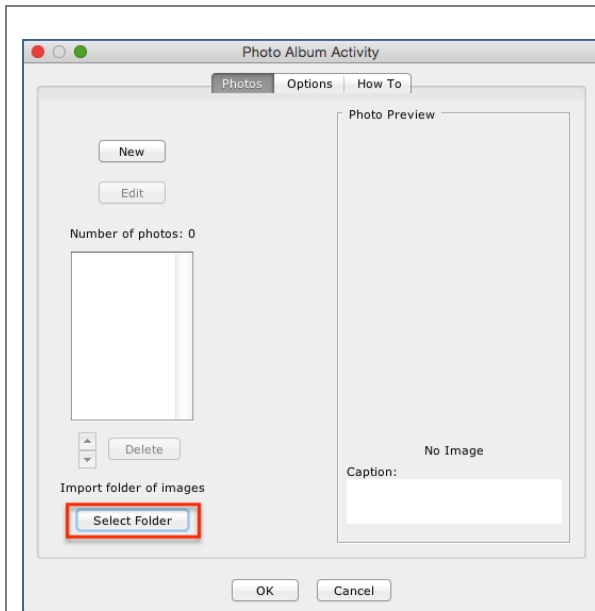 Photo Album Activity
Photos Options How To
Photo Preview
New
Edit
Number of photos: 0
Delete
No Image
Caption:
Import folder of images
Select Folder
OK Cancel